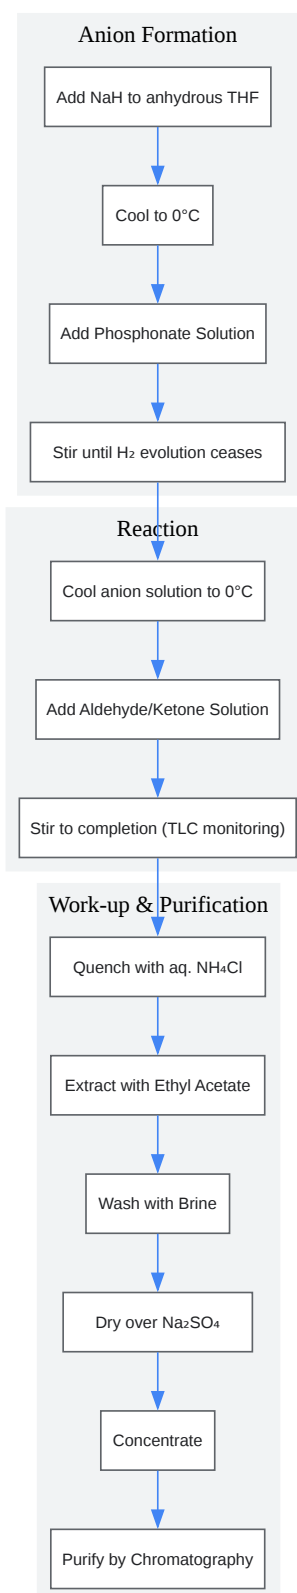 Anion Formation
Add NaH to anhydrous THF
Cool to 0°C
Add Phosphonate Solution
Stir until H₂ evolution ceases
Reaction
Cool anion solution to 0°C
Add Aldehyde/Ketone Solution
Stir to completion (TLC monitoring)
Work-up & Purification
Quench with aq. NH₄Cl
Extract with Ethyl Acetate
Wash with Brine
Dry over Na₂SO₄
Concentrate
Purify by Chromatography